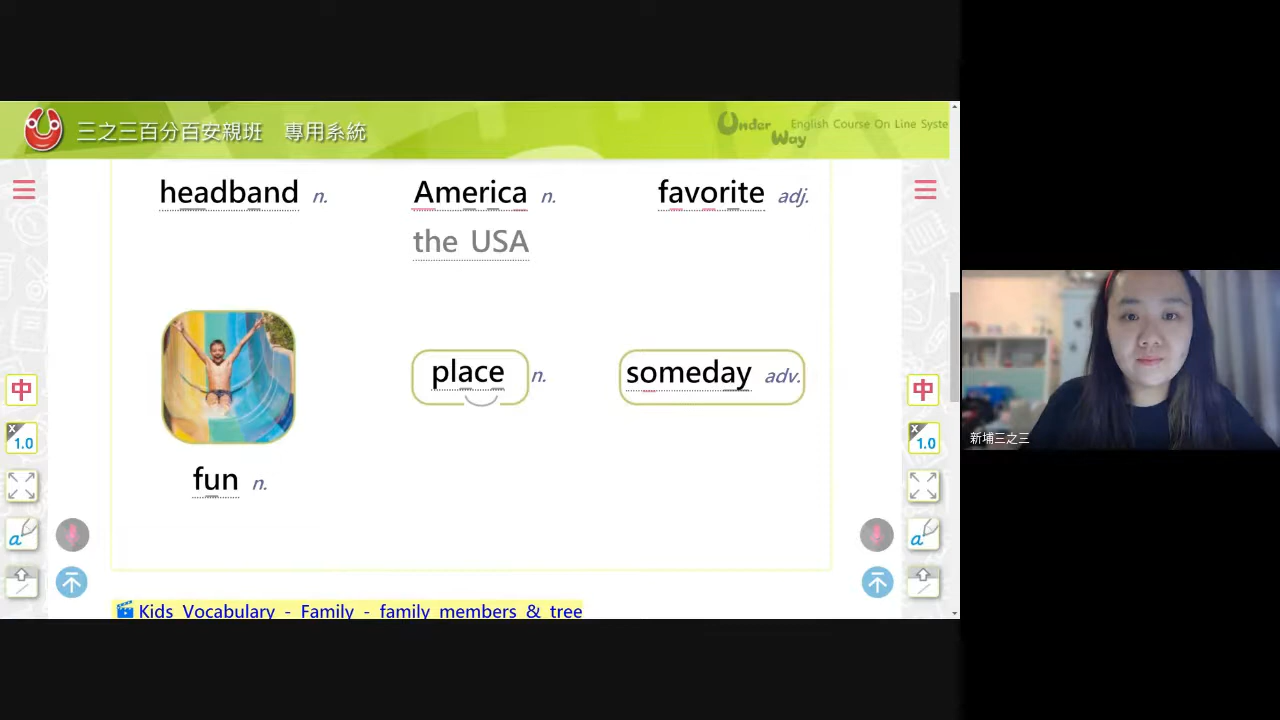 三之三百分百安親班 專用系統
Under Way English Course On Line Syste
headband n. America n. favorite adj.
the USA
place n. someday adv.
fun n.
Kids Vocabulary - Family - family members & tree
中
x 1.0
a
中
x 1.0
a
新埔三之三